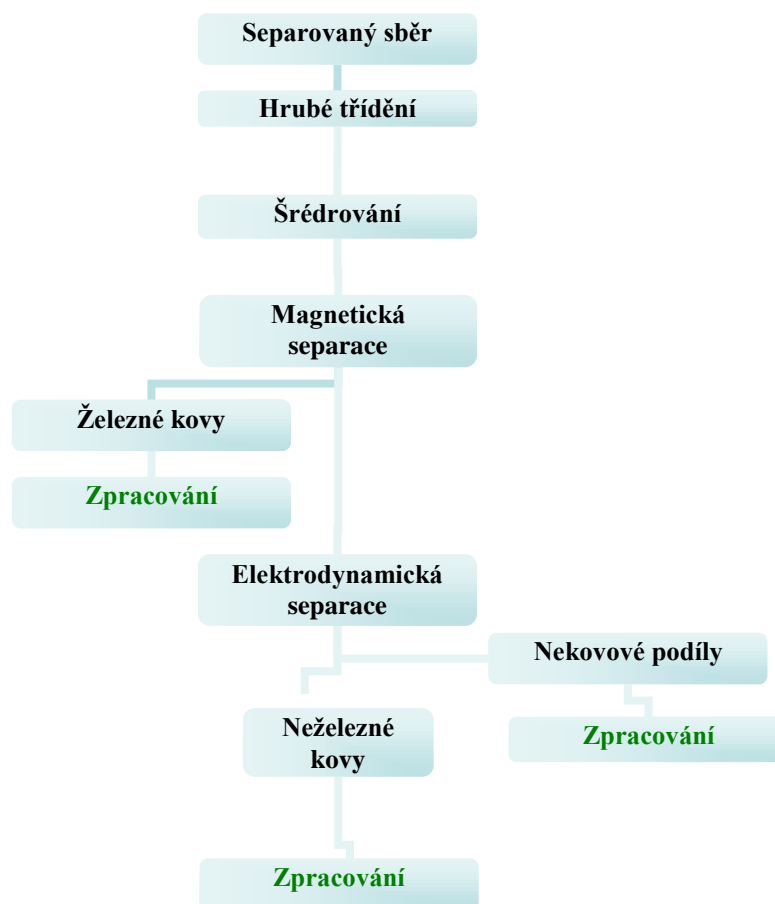 Separovaný sběr
Hrubé třídění
Šrédrování
Magnetická
separace
Železné kovy
Zpracování
Elektrodynamická
separace
Nekovové podíly
Neželezné
kovy
Zpracování
Zpracování